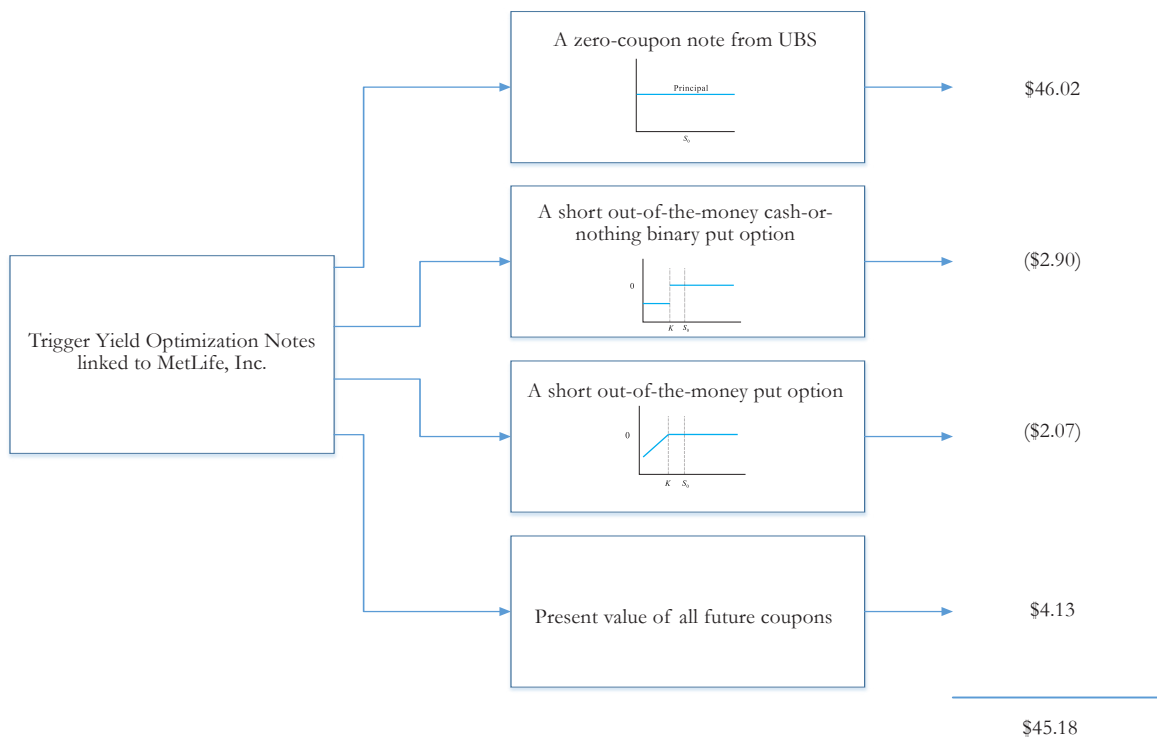 Trigger Yield Optimization Notes
linked to MetLife, Inc.
A zero-coupon note from UBS
Principal
S₀
$46.02
A short out-of-the-money cash-or-
nothing binary put option
0
K S₀
($2.90)
A short out-of-the-money put option
0
K S₀
($2.07)
Present value of all future coupons
$4.13
$45.18